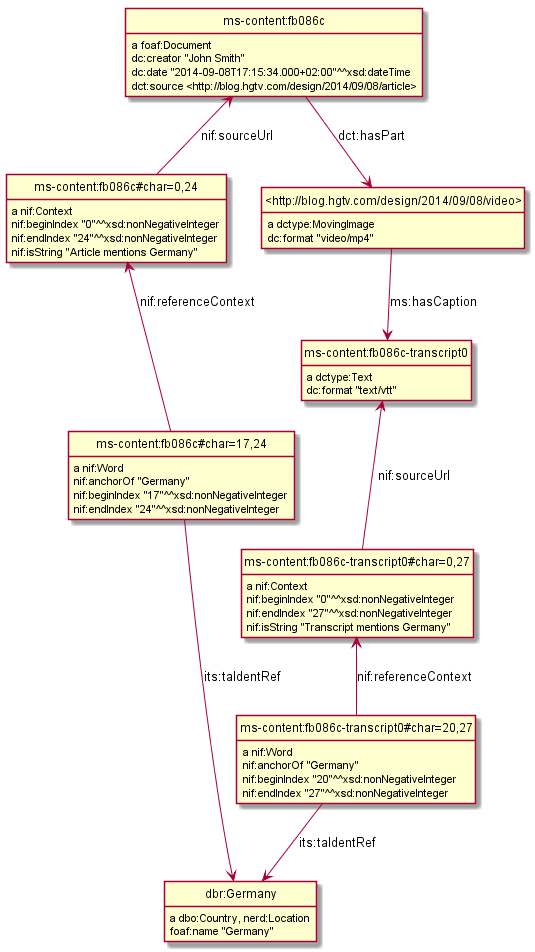 ms-content:fb086c
a foaf:Document
dc:creator "John Smith"
dc:date "2014-09-08T17:15:34.000+02:00"^^xsd:dateTime
dct:source <http://blog.hgtv.com/design/2014/09/08/article>
nif:sourceUrl
dct:hasPart
ms-content:fb086c#char=0,24
a nif:Context
nif:beginIndex "0"^^xsd:nonNegativeInteger
nif:endIndex "24"^^xsd:nonNegativeInteger
nif:isString "Article mentions Germany"
<http://blog.hgtv.com/design/2014/09/08/video>
a dctype:MovingImage
dc:format "video/mp4"
nif:referenceContext
ms:hasCaption
ms-content:fb086c-transcript0
a dctype:Text
dc:format "text/vtt"
ms-content:fb086c#char=17,24
a nif:Word
nif:anchorOf "Germany"
nif:beginIndex "17"^^xsd:nonNegativeInteger
nif:endIndex "24"^^xsd:nonNegativeInteger
nif:sourceUrl
ms-content:fb086c-transcript0#char=0,27
a nif:Context
nif:beginIndex "0"^^xsd:nonNegativeInteger
nif:endIndex "27"^^xsd:nonNegativeInteger
nif:isString "Transcript mentions Germany"
its:taIdentRef
nif:referenceContext
ms-content:fb086c-transcript0#char=20,27
a nif:Word
nif:anchorOf "Germany"
nif:beginIndex "20"^^xsd:nonNegativeInteger
nif:endIndex "27"^^xsd:nonNegativeInteger
its:taIdentRef
dbr:Germany
a dbo:Country, nerd:Location
foaf:name "Germany"